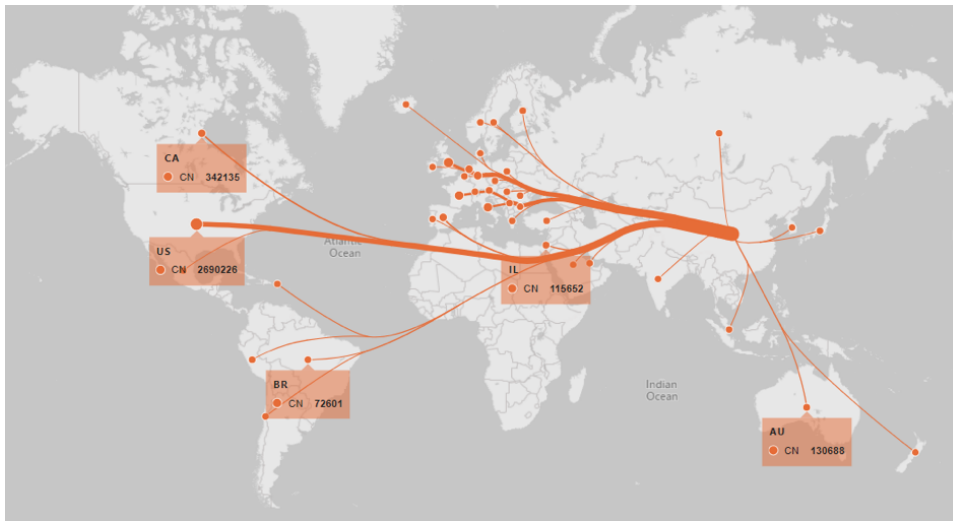 CA
CN 342135
US
CN 2690226
Atlantic
Ocean
IL
CN 115652
BR
CN 72601
Indian
Ocean
AU
CN 130688